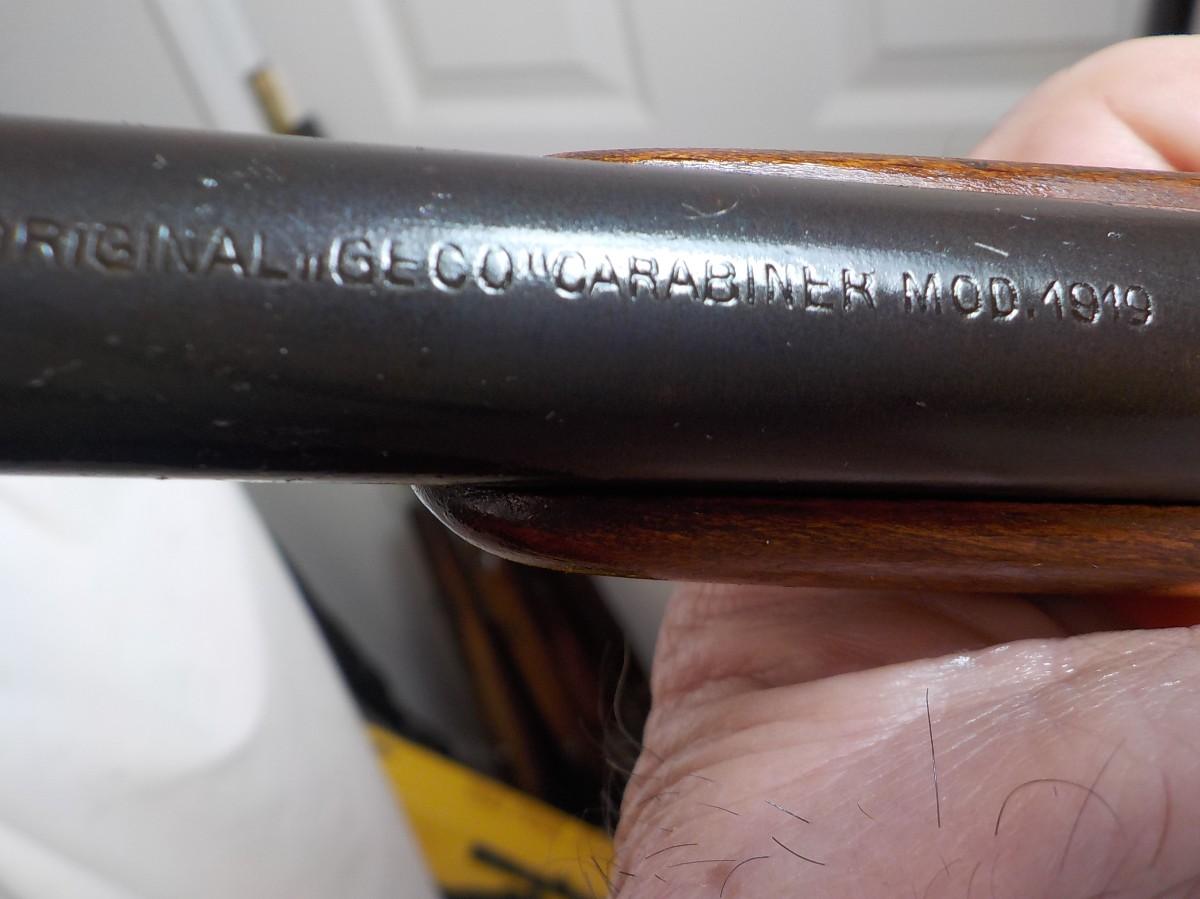 ORIGINAL „GECO“ CARABINER MOD. 1919